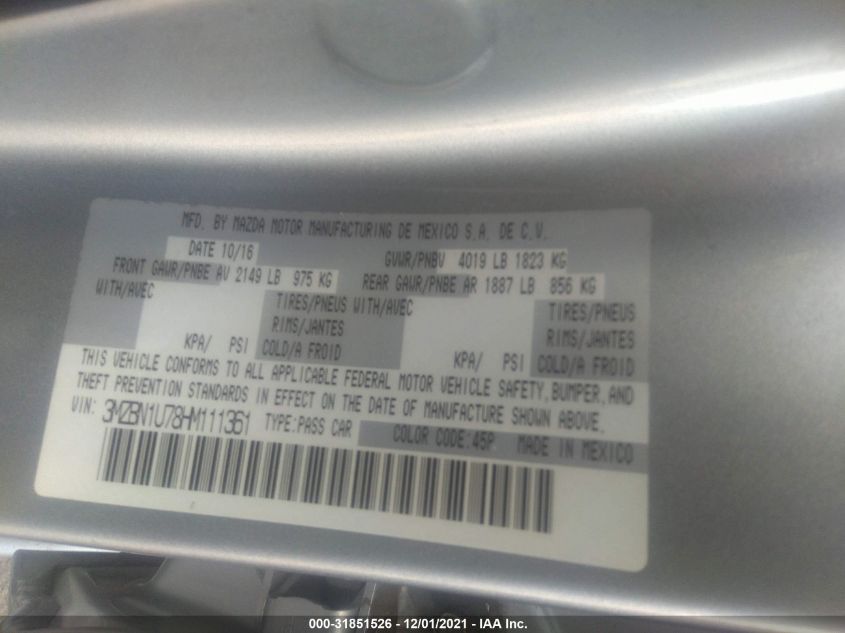 MFD. BY MAZDA MOTOR MANUFACTURING DE MEXICO S.A. DE C.V.
DATE 10/16 GVWR/PNBV 4019 LB 1823 KG
FRONT GAWR/PNBE AV 2149 LB 975 KG REAR GAWR/PNBE AR 1887 LB 856 KG
WITH/AVEC TIRES/PNEUS WITH/AVEC TIRES/PNEUS
RIMS/JANTES RIMS/JANTES
KPA/ PSI COLD/A FROID KPA/ PSI COLD/A FROID
THIS VEHICLE CONFORMS TO ALL APPLICABLE FEDERAL MOTOR VEHICLE SAFETY, BUMPER, AND
THEFT PREVENTION STANDARDS IN EFFECT ON THE DATE OF MANUFACTURE SHOWN ABOVE.
VIN: 3MZBN1U78HM111361 TYPE:PASS CAR COLOR CODE:45P MADE IN MEXICO
000-31851526 - 12/01/2021 - IAA Inc.